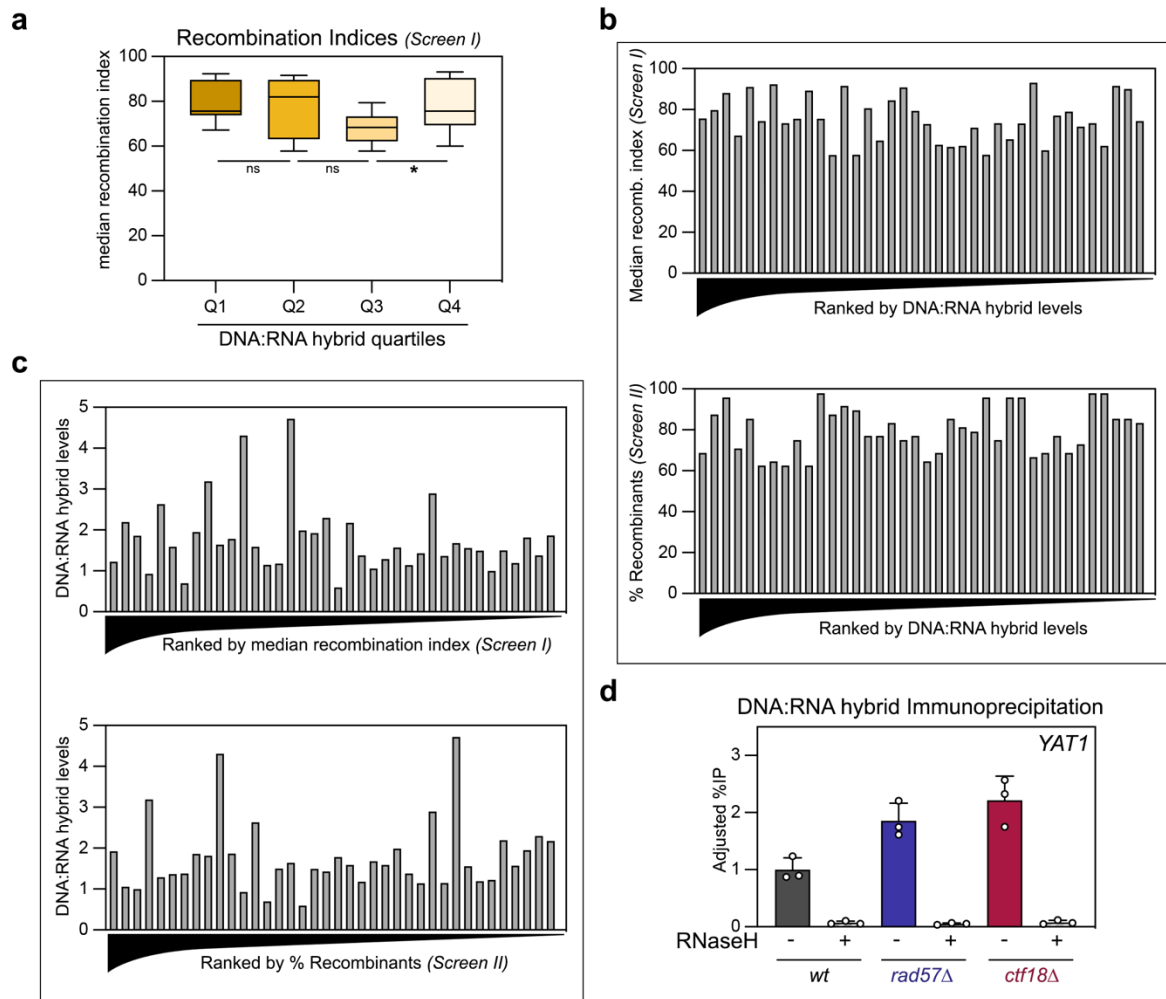 a
Recombination Indices (Screen I)
median recombination index
100
80
60
40
20
0
ns
ns
*
Q1 Q2 Q3 Q4
DNA:RNA hybrid quartiles
b
Median recomb. index (Screen I)
100
80
60
40
20
0
Ranked by DNA:RNA hybrid levels
% Recombinants (Screen II)
100
80
60
40
20
0
Ranked by DNA:RNA hybrid levels
c
DNA:RNA hybrid levels
5
4
3
2
1
0
Ranked by median recombination index (Screen I)
DNA:RNA hybrid levels
5
4
3
2
1
0
Ranked by % Recombinants (Screen II)
d
DNA:RNA hybrid Immunoprecipitation
YAT1
Adjusted %IP
3
2
1
0
RNaseH - + - + - +
wt rad57Δ ctf18Δ